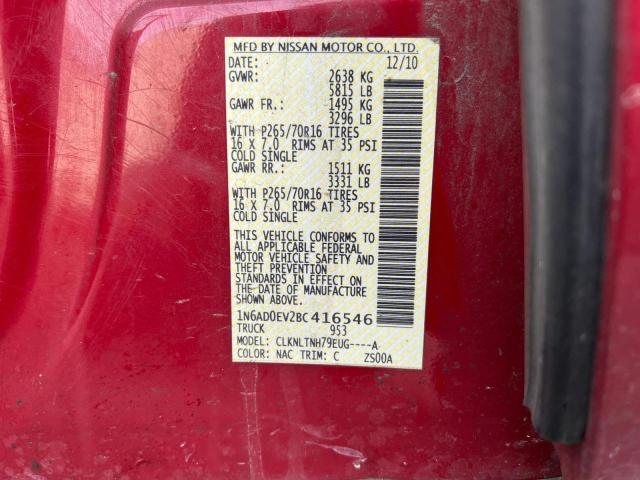 MFD BY NISSAN MOTOR CO., LTD.
DATE: 12/10
GVWR: 2638 KG
5815 LB
GAWR FR.: 1495 KG
3296 LB
WITH P265/70R16 TIRES
16 X 7.0 RIMS AT 35 PSI
COLD SINGLE
GAWR RR.: 1511 KG
3331 LB
WITH P265/70R16 TIRES
16 X 7.0 RIMS AT 35 PSI
COLD SINGLE
THIS VEHICLE CONFORMS TO
ALL APPLICABLE FEDERAL
MOTOR VEHICLE SAFETY AND
THEFT PREVENTION
STANDARDS IN EFFECT ON
THE DATE OF MANUFACTURE
SHOWN ABOVE.
1N6AD0EV2BC416546
TRUCK 953
MODEL: CLKNLTNH79EUG----A
COLOR: NAC TRIM: C ZS00A